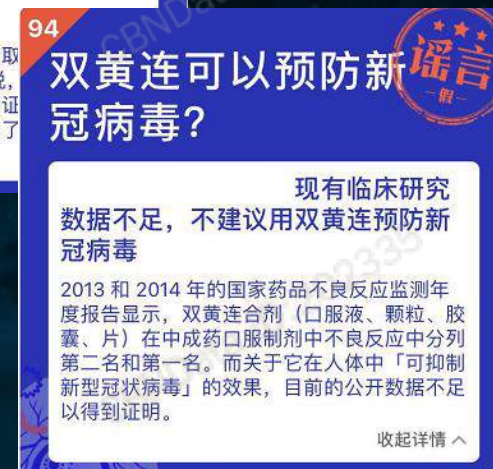 取
证
了
94
双黄连可以预防新
冠病毒?
谣言
-假-
现有临床研究
数据不足，不建议用双黄连预防新
冠病毒
2013 和 2014 年的国家药品不良反应监测年
度报告显示，双黄连合剂（口服液、颗粒、胶
囊、片）在中成药口服制剂中不良反应中分列
第二名和第一名。而关于它在人体中「可抑制
新型冠状病毒」的效果，目前的公开数据不足
以得到证明。
收起详情